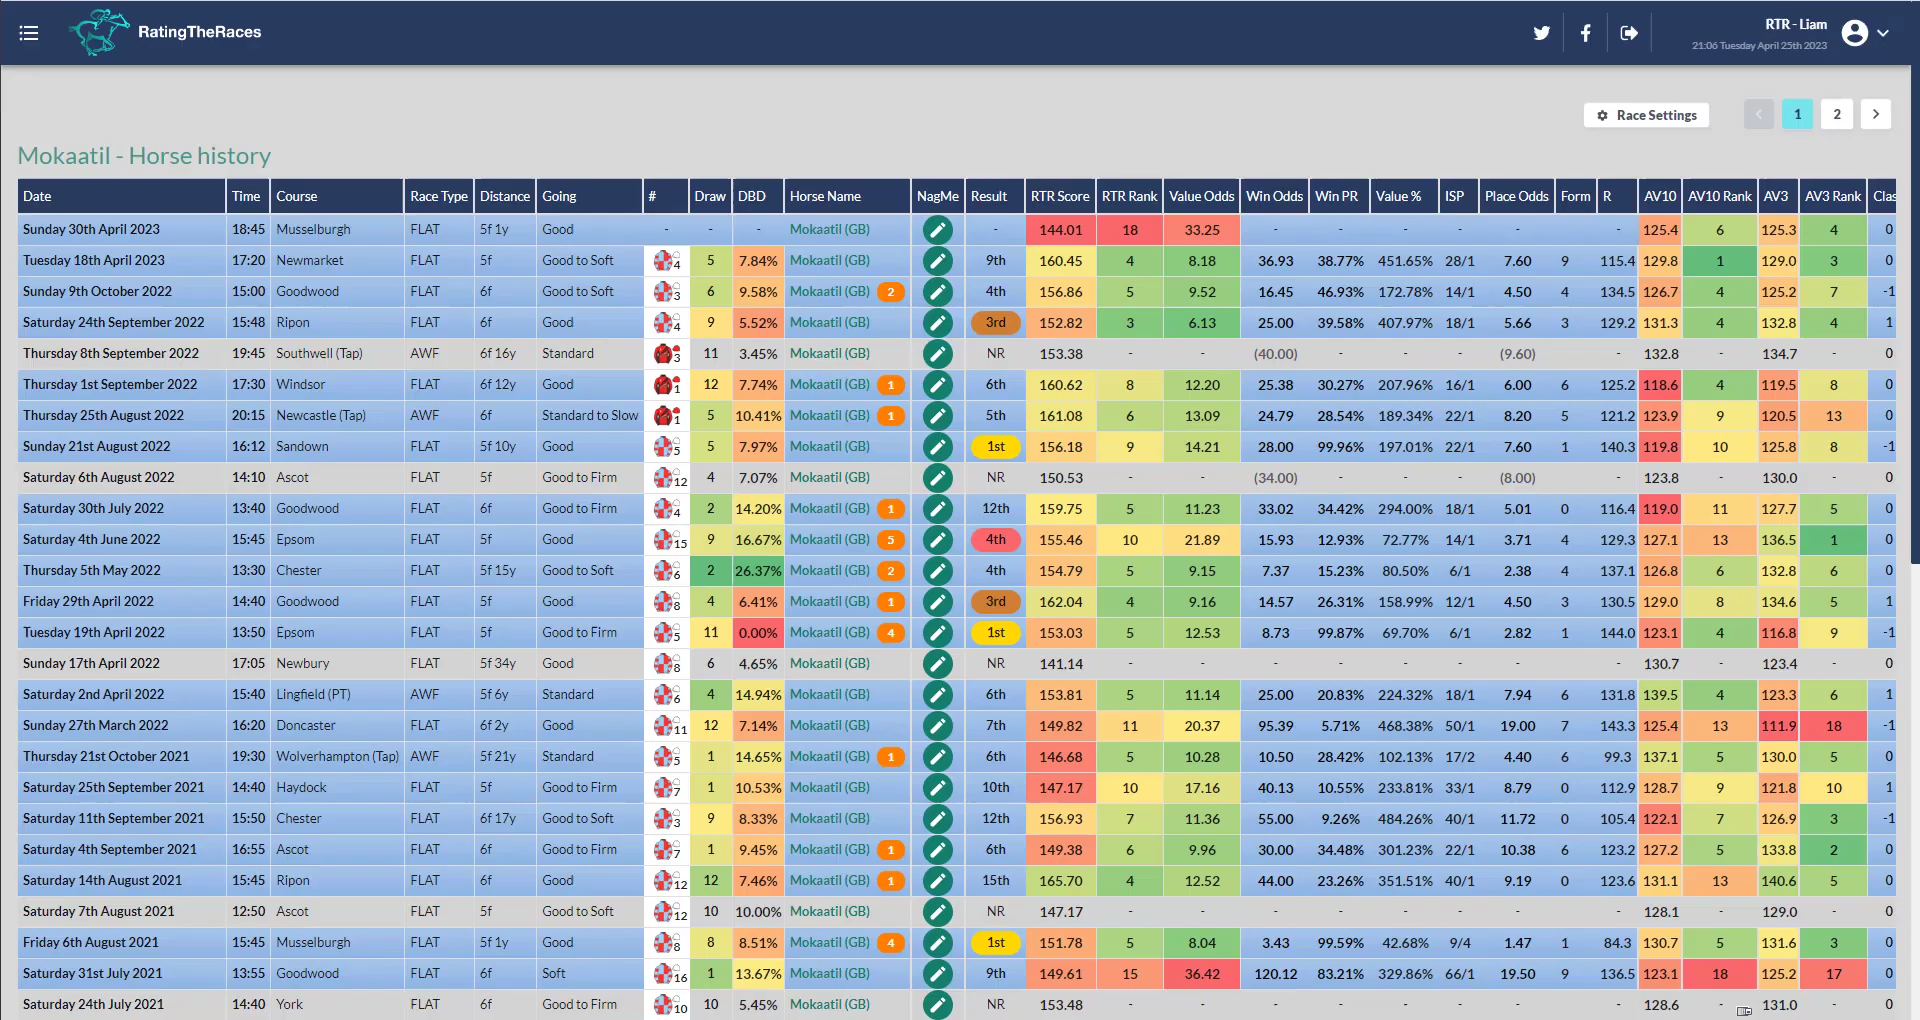 RatingTheRaces
RTR - Liam
21:06 Tuesday April 25th 2023
Race Settings
1 2
Mokaatil - Horse history
Date Time Course Race Type Distance Going # Draw DBD Horse Name NagMe Result RTR Score RTR Rank Value Odds Win Odds Win PR Value % ISP Place Odds Form R AV10 AV10 Rank AV3 AV3 Rank Clas
Sunday 30th April 2023 18:45 Musselburgh FLAT 5f 1y Good - - - Mokaatil (GB) - 144.01 18 33.25 - - - - - - - 125.4 6 125.3 4 0
Tuesday 18th April 2023 17:20 Newmarket FLAT 5f Good to Soft 4 5 7.84% Mokaatil (GB) 9th 160.45 4 8.18 36.93 38.77% 451.65% 28/1 7.60 9 115.4 129.8 1 129.0 3 0
Sunday 9th October 2022 15:00 Goodwood FLAT 6f Good to Soft 3 6 9.58% Mokaatil (GB) 2 4th 156.86 5 9.52 16.45 46.93% 172.78% 14/1 4.50 4 134.5 126.7 4 125.2 7 -1
Saturday 24th September 2022 15:48 Ripon FLAT 6f Good 4 9 5.52% Mokaatil (GB) 3rd 152.82 3 6.13 25.00 39.58% 407.97% 18/1 5.66 3 129.2 131.3 4 132.8 4 1
Thursday 8th September 2022 19:45 Southwell (Tap) AWF 6f 16y Standard 3 11 3.45% Mokaatil (GB) NR 153.38 - - (40.00) - - - (9.60) - - 132.8 - 134.7 - 0
Thursday 1st September 2022 17:30 Windsor FLAT 6f 12y Good 1 12 7.74% Mokaatil (GB) 1 6th 160.62 8 12.20 25.38 30.27% 207.96% 16/1 6.00 6 125.2 118.6 4 119.5 8 0
Thursday 25th August 2022 20:15 Newcastle (Tap) AWF 6f Standard to Slow 1 5 10.41% Mokaatil (GB) 1 5th 161.08 6 13.09 24.79 28.54% 189.34% 22/1 8.20 5 121.2 123.9 9 120.5 13 0
Sunday 21st August 2022 16:12 Sandown FLAT 5f 10y Good 5 5 7.97% Mokaatil (GB) 1st 156.18 9 14.21 28.00 99.96% 197.01% 22/1 7.60 1 140.3 119.8 10 125.8 8 -1
Saturday 6th August 2022 14:10 Ascot FLAT 5f Good to Firm 12 4 7.07% Mokaatil (GB) NR 150.53 - - (34.00) - - - (8.00) - - 123.8 - 130.0 - 0
Saturday 30th July 2022 13:40 Goodwood FLAT 6f Good to Firm 4 2 14.20% Mokaatil (GB) 1 12th 159.75 5 11.23 33.02 34.42% 294.00% 18/1 5.01 0 116.4 119.0 11 127.7 5 0
Saturday 4th June 2022 15:45 Epsom FLAT 5f Good 15 9 16.67% Mokaatil (GB) 5 4th 155.46 10 21.89 15.93 12.93% 72.77% 14/1 3.71 4 129.3 127.1 13 136.5 1 0
Thursday 5th May 2022 13:30 Chester FLAT 5f 15y Good to Soft 6 2 26.37% Mokaatil (GB) 2 4th 154.79 5 9.15 7.37 15.23% 80.50% 6/1 2.38 4 137.1 126.8 6 132.8 6 0
Friday 29th April 2022 14:40 Goodwood FLAT 5f Good 8 4 6.41% Mokaatil (GB) 1 3rd 162.04 4 9.16 14.57 26.31% 158.99% 12/1 4.50 3 130.5 129.0 8 134.6 5 1
Tuesday 19th April 2022 13:50 Epsom FLAT 5f Good to Firm 5 11 0.00% Mokaatil (GB) 4 1st 153.03 5 12.53 8.73 99.87% 69.70% 6/1 2.82 1 144.0 123.1 4 116.8 9 -1
Sunday 17th April 2022 17:05 Newbury FLAT 5f 34y Good 8 6 4.65% Mokaatil (GB) NR 141.14 - - - - - - - - - 130.7 - 123.4 - 0
Saturday 2nd April 2022 15:40 Lingfield (PT) AWF 5f 6y Standard 6 4 14.94% Mokaatil (GB) 6th 153.81 5 11.14 25.00 20.83% 224.32% 18/1 7.94 6 131.8 139.5 4 123.3 6 1
Sunday 27th March 2022 16:20 Doncaster FLAT 6f 2y Good 11 12 7.14% Mokaatil (GB) 7th 149.82 11 20.37 95.39 5.71% 468.38% 50/1 19.00 7 143.3 125.4 13 111.9 18 -1
Thursday 21st October 2021 19:30 Wolverhampton (Tap) AWF 5f 21y Standard 5 1 14.65% Mokaatil (GB) 1 6th 146.68 5 10.28 10.50 28.42% 102.13% 17/2 4.40 6 99.3 137.1 5 130.0 5 0
Saturday 25th September 2021 14:40 Haydock FLAT 5f Good to Firm 7 1 10.53% Mokaatil (GB) 10th 147.17 10 17.16 40.13 10.55% 233.81% 33/1 8.79 0 112.9 128.7 9 121.8 10 1
Saturday 11th September 2021 15:50 Chester FLAT 6f 17y Good to Soft 3 9 8.33% Mokaatil (GB) 12th 156.93 7 11.36 55.00 9.26% 484.26% 40/1 11.72 0 105.4 122.1 7 126.9 3 -1
Saturday 4th September 2021 16:55 Ascot FLAT 5f Good to Firm 7 1 9.45% Mokaatil (GB) 1 6th 149.38 6 9.96 30.00 34.48% 301.23% 22/1 10.38 6 123.2 127.2 5 133.8 2 0
Saturday 14th August 2021 15:45 Ripon FLAT 6f Good 12 12 7.46% Mokaatil (GB) 1 15th 165.70 4 12.52 44.00 23.26% 351.51% 40/1 9.19 0 123.6 131.1 13 140.6 5 0
Saturday 7th August 2021 12:50 Ascot FLAT 5f Good to Soft 12 10 10.00% Mokaatil (GB) NR 147.17 - - - - - - - - - 128.1 - 129.0 - 0
Friday 6th August 2021 15:45 Musselburgh FLAT 5f 1y Good 8 8 8.51% Mokaatil (GB) 4 1st 151.78 5 8.04 3.43 99.59% 42.68% 9/4 1.47 1 84.3 130.7 5 131.6 3 0
Saturday 31st July 2021 13:55 Goodwood FLAT 6f Soft 16 1 13.67% Mokaatil (GB) 9th 149.61 15 36.42 120.12 83.21% 329.86% 66/1 19.50 9 136.5 123.1 18 125.2 17 0
Saturday 24th July 2021 14:40 York FLAT 6f Good to Firm 10 10 5.45% Mokaatil (GB) NR 153.48 - - - - - - - - - 128.6 - 131.0 - 0